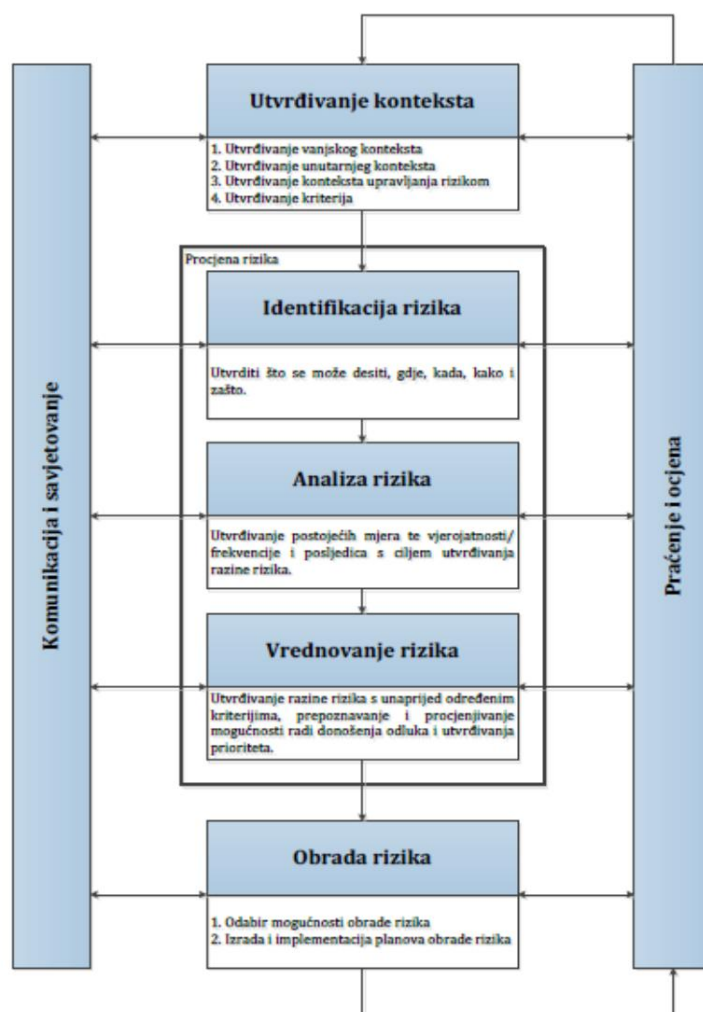 Komunikacija i savjetovanje
Utvrđivanje konteksta
1. Utvrđivanje vanjskog konteksta
2. Utvrđivanje unutarnjeg konteksta
3. Utvrđivanje konteksta upravljanja rizikom
4. Utvrđivanje kriterija
Procjena rizika
Identifikacija rizika
Utvrditi što se može desiti, gdje, kada, kako i
zašto.
Analiza rizika
Utvrđivanje postojećih mjera te vjerojatnosti/
frekvencije i posljedica s ciljem utvrđivanja
razine rizika.
Vrednovanje rizika
Utvrđivanje razine rizika s unaprijed određenim
kriterijima, prepoznavanje i procjenjivanje
mogućnosti radi donošenja odluka i utvrđivanja
prioriteta.
Obrada rizika
1. Odabir mogućnosti obrade rizika
2. Izrada i implementacija planova obrade rizika
Praćenje i ocjena